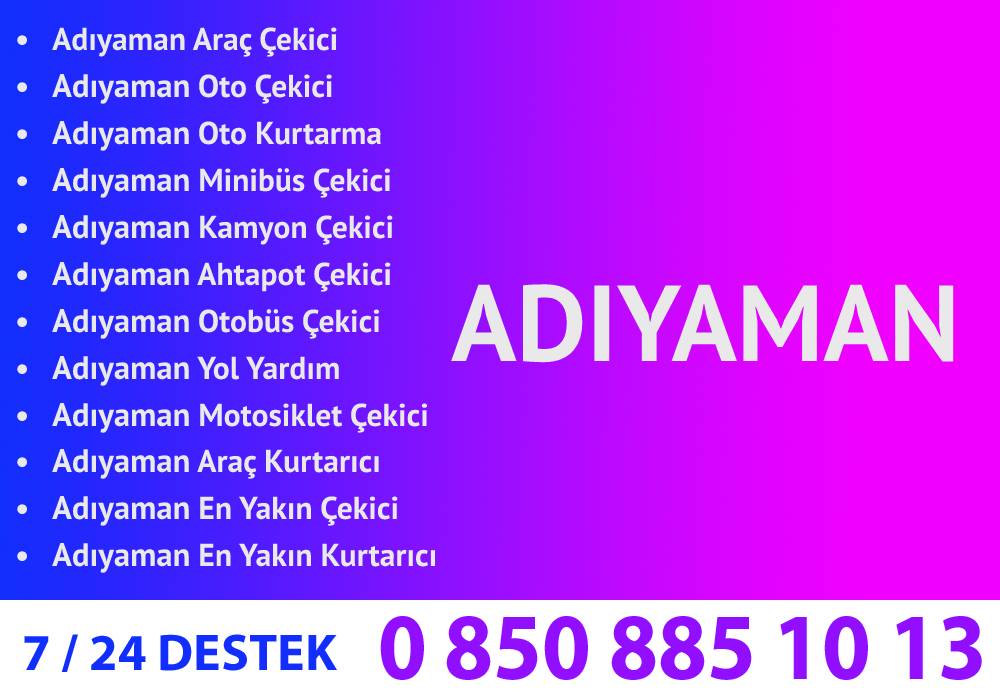 • Adıyaman Araç Çekici
• Adıyaman Oto Çekici
• Adıyaman Oto Kurtarma
• Adıyaman Minibüs Çekici
• Adıyaman Kamyon Çekici
• Adıyaman Ahtapot Çekici
• Adıyaman Otobüs Çekici
• Adıyaman Yol Yardım
• Adıyaman Motosiklet Çekici
• Adıyaman Araç Kurtarıcı
• Adıyaman En Yakın Çekici
• Adıyaman En Yakın Kurtarıcı
ADIYAMAN
7 / 24 DESTEK 0 850 885 10 13